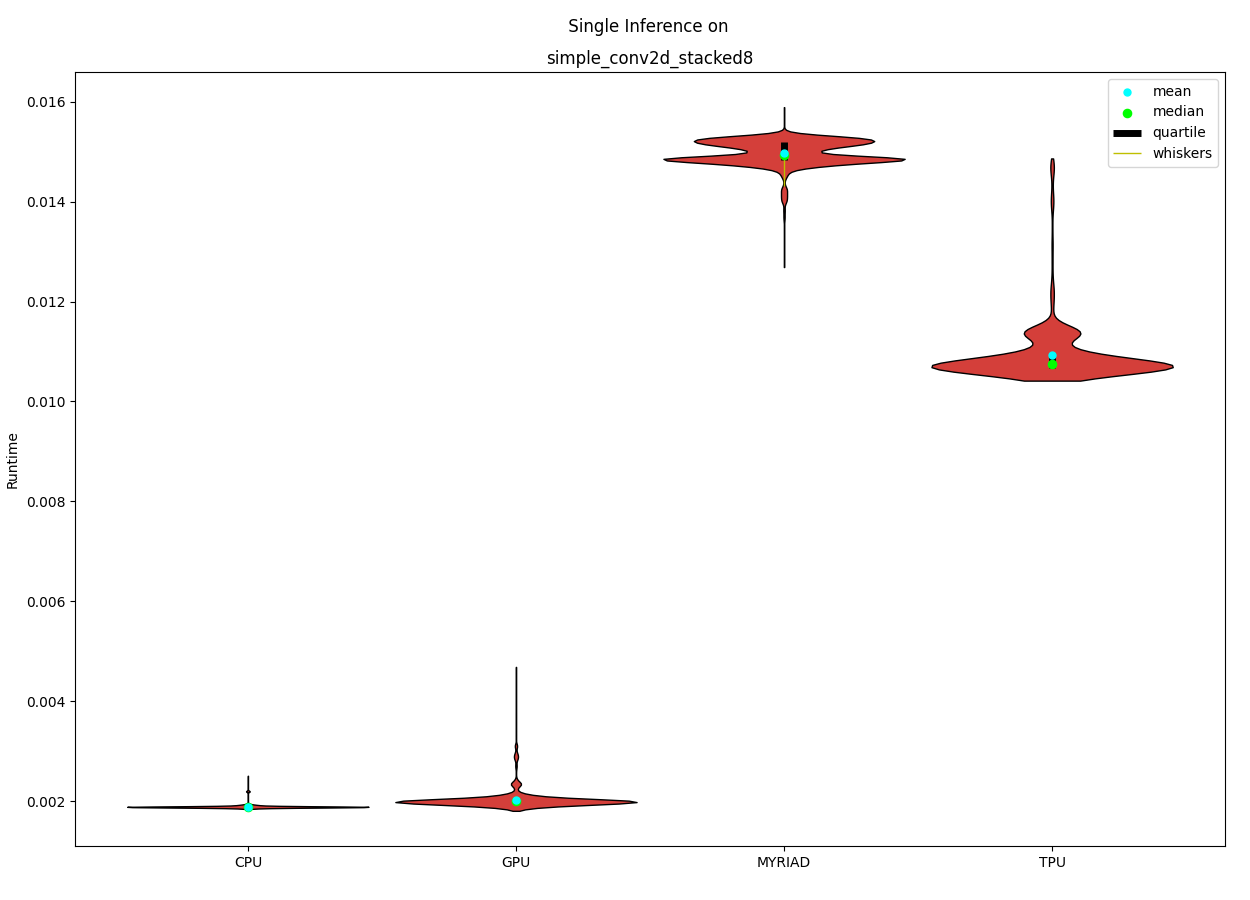 Single Inference on
simple_conv2d_stacked8
mean
median
quartile
whiskers
0.016
0.014
0.012
0.010
0.008
0.006
0.004
0.002
Runtime
CPU
GPU
MYRIAD
TPU